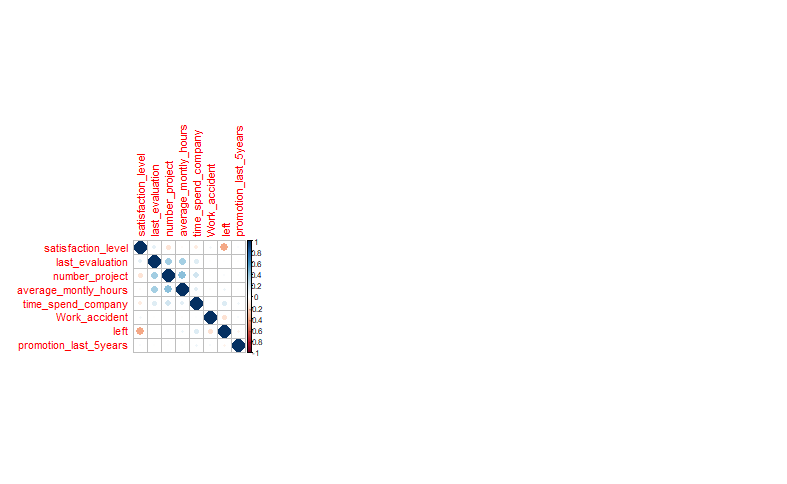 satisfaction_level
last_evaluation
number_project
average_montly_hours
time_spend_company
Work_accident
left
promotion_last_5years
satisfaction_level
last_evaluation
number_project
average_montly_hours
time_spend_company
Work_accident
left
promotion_last_5years
1
0.8
0.6
0.4
0.2
0
-0.2
-0.4
-0.6
-0.8
-1